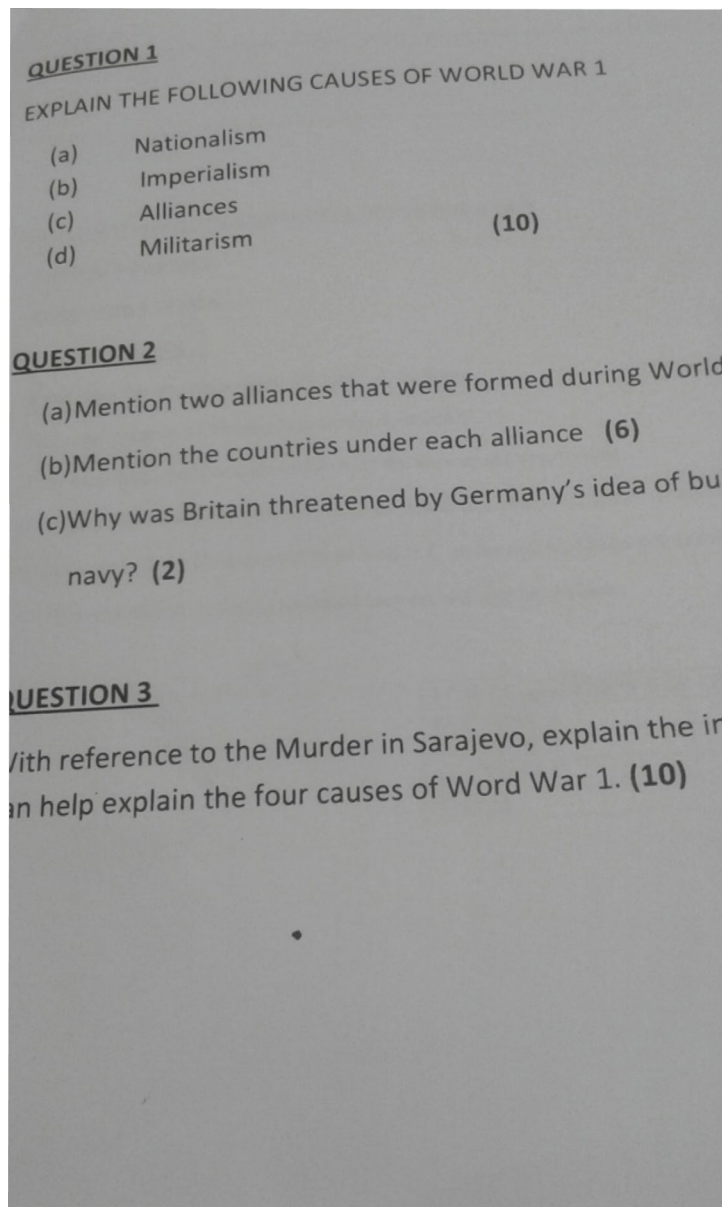 QUESTION 1
EXPLAIN THE FOLLOWING CAUSES OF WORLD WAR 1
(a) Nationalism
(b) Imperialism
(c) Alliances
(d) Militarism (10)
QUESTION 2
(a)Mention two alliances that were formed during World
(b)Mention the countries under each alliance (6)
(c)Why was Britain threatened by Germany's idea of bu
navy? (2)
QUESTION 3
With reference to the Murder in Sarajevo, explain the
an help explain the four causes of Word War 1. (10)